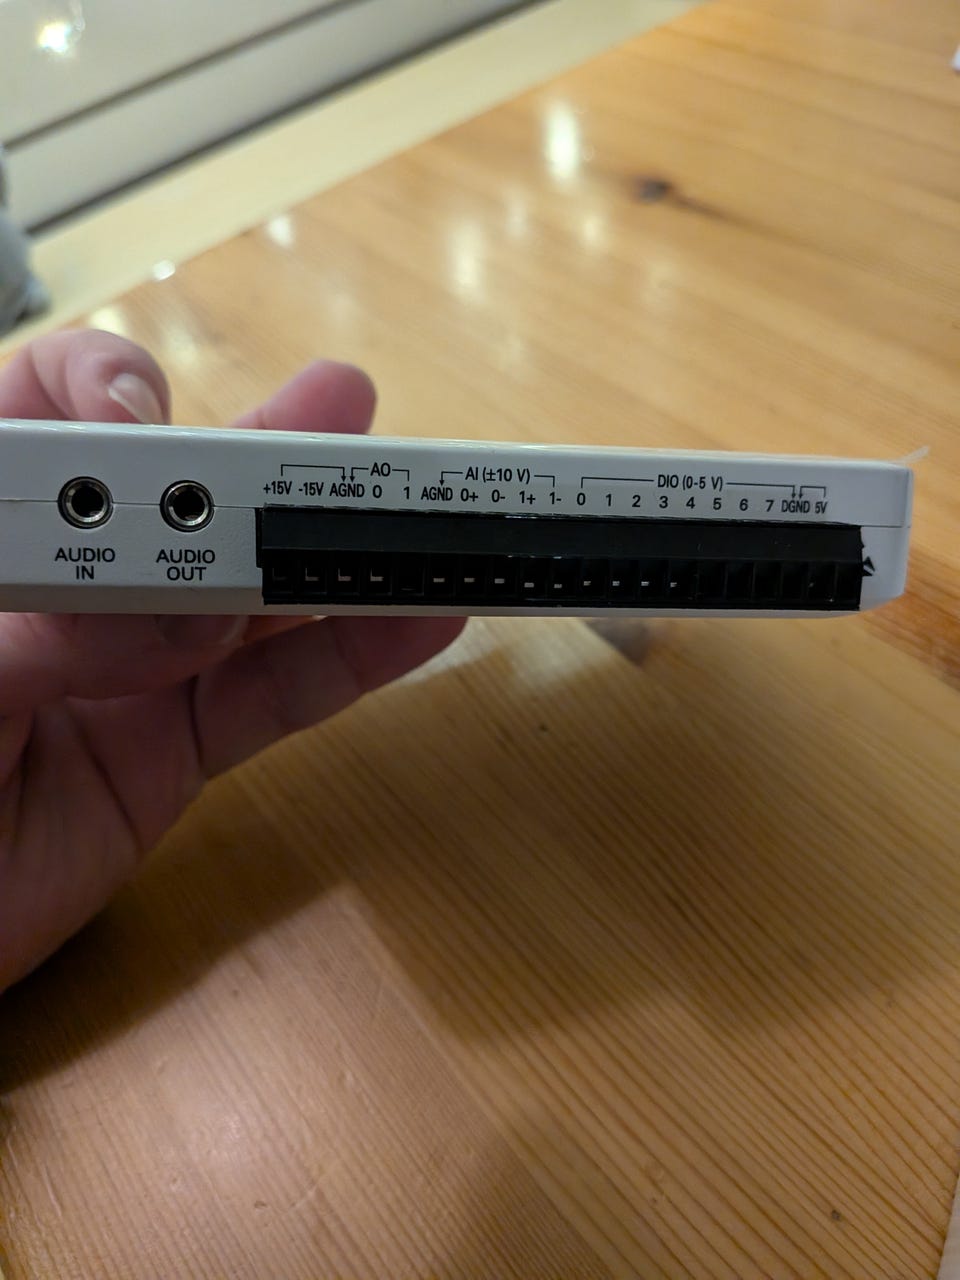 AO AI (±10 V) DIO (0-5 V)
+15V -15V AGND 0 1 AGND 0+ 0- 1+ 1- 0 1 2 3 4 5 6 7 DGND 5V
AUDIO AUDIO
IN OUT